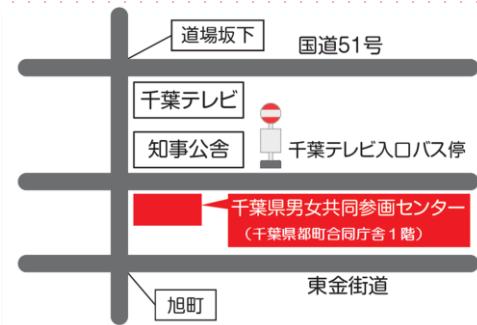 道場坂下
国道51号
千葉テレビ
知事公舎
千葉テレビ入口バス停
千葉県男女共同参画センター
（千葉県都町合同庁舎1階）
東金街道
旭町